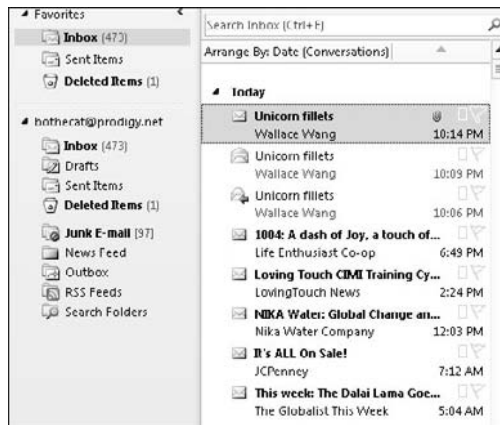 Favorites
Inbox (473)
Sent Items
Deleted Items (1)
bothecat@prodigy.net
Inbox (473)
Drafts
Sent Items
Deleted Items (1)
Junk E-mail [97]
News Feed
Outbox
RSS Feeds
Search Folders
Search Inbox (Ctrl+E)
Arrange By: Date (Conversations)
Today
Unicorn fillets
Wallace Wang 10:14 PM
Unicorn fillets
Wallace Wang 10:09 PM
Unicorn fillets
Wallace Wang 10:06 PM
1004: A dash of Joy, a touch of...
Life Enthusiast Co-op 6:49 PM
Loving Touch CIMI Training Cy...
LovingTouch News 2:24 PM
NIKA Water: Global Change an...
Nika Water Company 12:03 PM
It's ALL On Sale!
JCPenney 7:12 AM
This week: The Dalai Lama Goe...
The Globalist This Week 5:04 AM